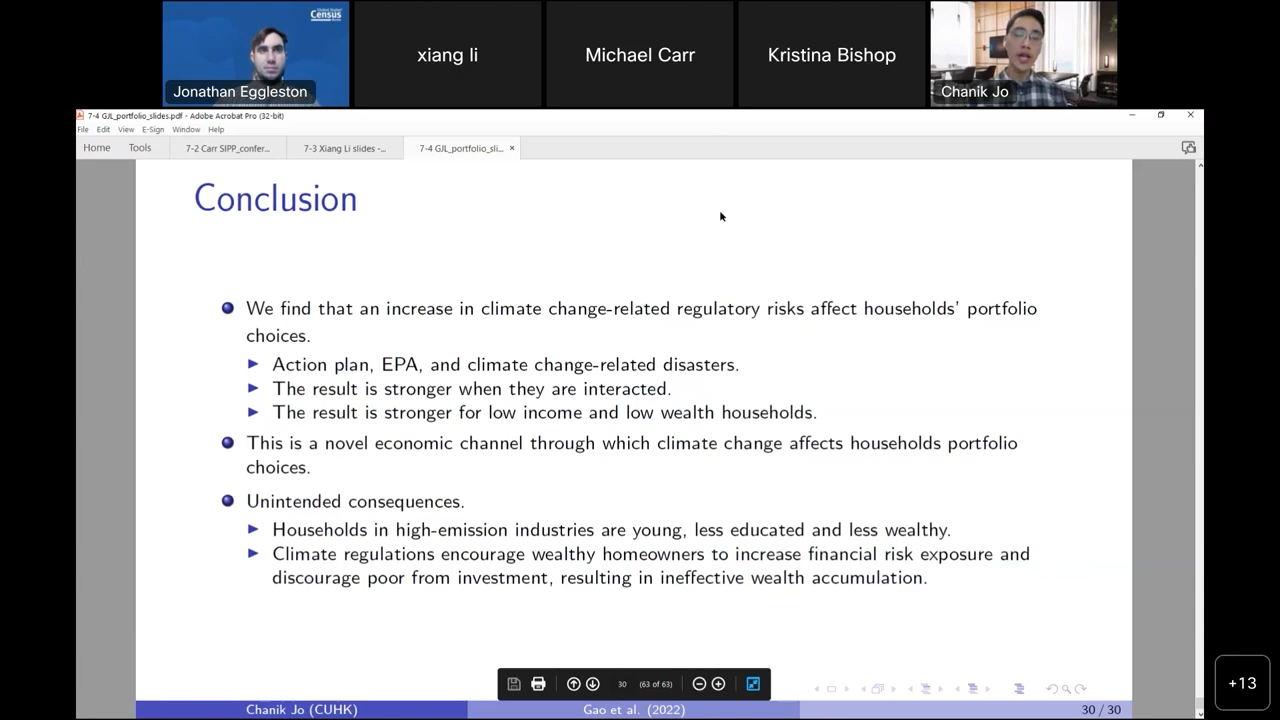 Census
Jonathan Eggleston
xiang li
Michael Carr
Kristina Bishop
Chanik Jo
7-4 GJL_portfolio_slides.pdf - Adobe Acrobat Pro (32-bit)
File Edit View E-Sign Window Help
Home Tools 7-2 Carr SIPP_confer... 7-3 Xiang Li slides -... 7-4 GJL_portfolio_sli... ×
Conclusion
We find that an increase in climate change-related regulatory risks affect households' portfolio
choices.
Action plan, EPA, and climate change-related disasters.
The result is stronger when they are interacted.
The result is stronger for low income and low wealth households.
This is a novel economic channel through which climate change affects households portfolio
choices.
Unintended consequences.
Households in high-emission industries are young, less educated and less wealthy.
Climate regulations encourage wealthy homeowners to increase financial risk exposure and
discourage poor from investment, resulting in ineffective wealth accumulation.
30 (63 of 63)
Chanik Jo (CUHK) Gao et al. (2022) 30 / 30
+13